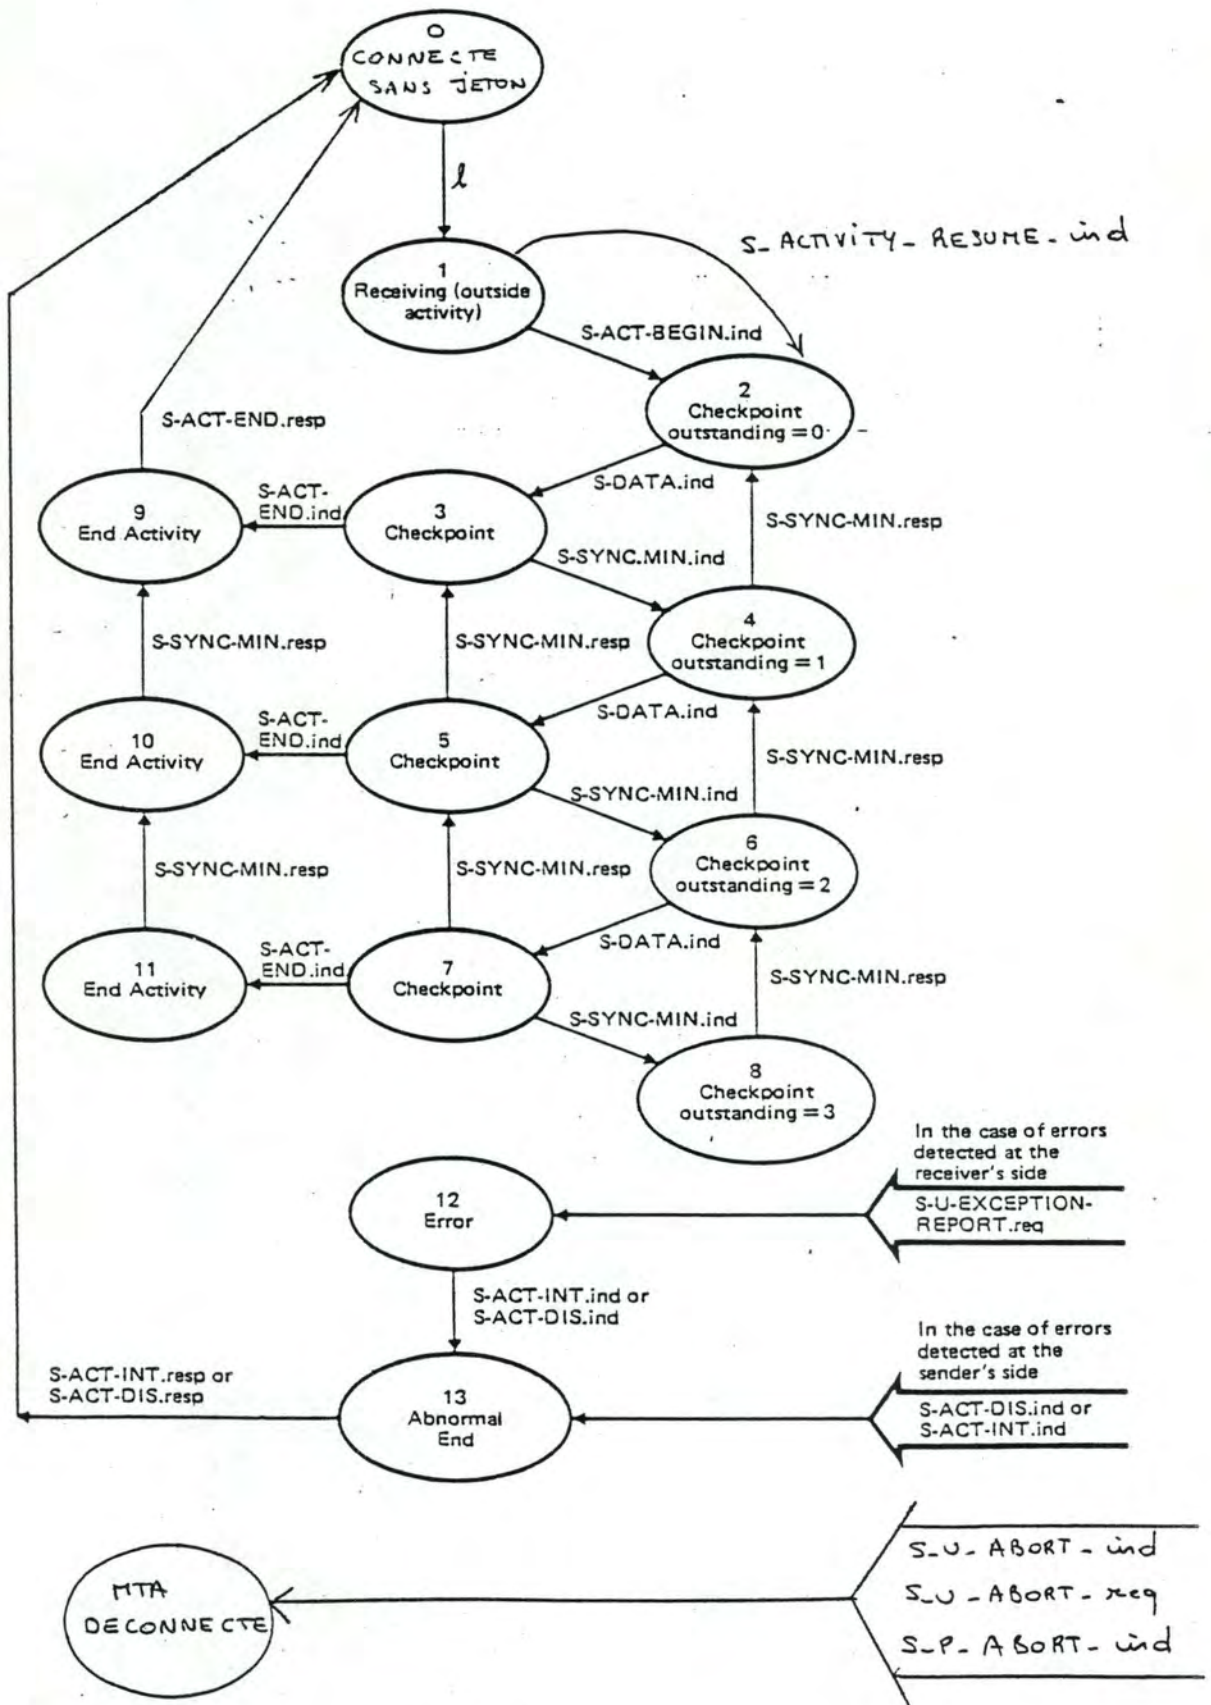 0
CONNECTE
SANS JETON
l
S_ACTIVITY_RESUME_ind
1
Receiving (outside
activity)
S-ACT-BEGIN.ind
2
Checkpoint
outstanding = 0
S-ACT-END.resp
S-DATA.ind
9
End Activity
S-ACT-
END.ind
3
Checkpoint
S-SYNC-MIN.resp
S-SYNC.MIN.ind
4
Checkpoint
outstanding = 1
S-SYNC-MIN.resp
S-SYNC-MIN.resp
S-DATA.ind
10
End Activity
S-ACT-
END.ind
5
Checkpoint
S-SYNC-MIN.resp
S-SYNC-MIN.ind
6
Checkpoint
outstanding = 2
S-SYNC-MIN.resp
S-SYNC-MIN.resp
S-DATA.ind
11
End Activity
S-ACT-
END.ind
7
Checkpoint
S-SYNC-MIN.resp
S-SYNC-MIN.ind
8
Checkpoint
outstanding = 3
In the case of errors
detected at the
receiver's side
S-U-EXCEPTION-
REPORT.req
12
Error
S-ACT-INT.ind or
S-ACT-DIS.ind
In the case of errors
detected at the
sender's side
S-ACT-DIS.ind or
S-ACT-INT.ind
S-ACT-INT.resp or
S-ACT-DIS.resp
13
Abnormal
End
MTA
DECONNECTE
S_U_ABORT_ind
S_U_ABORT_req
S_P_ABORT_ind